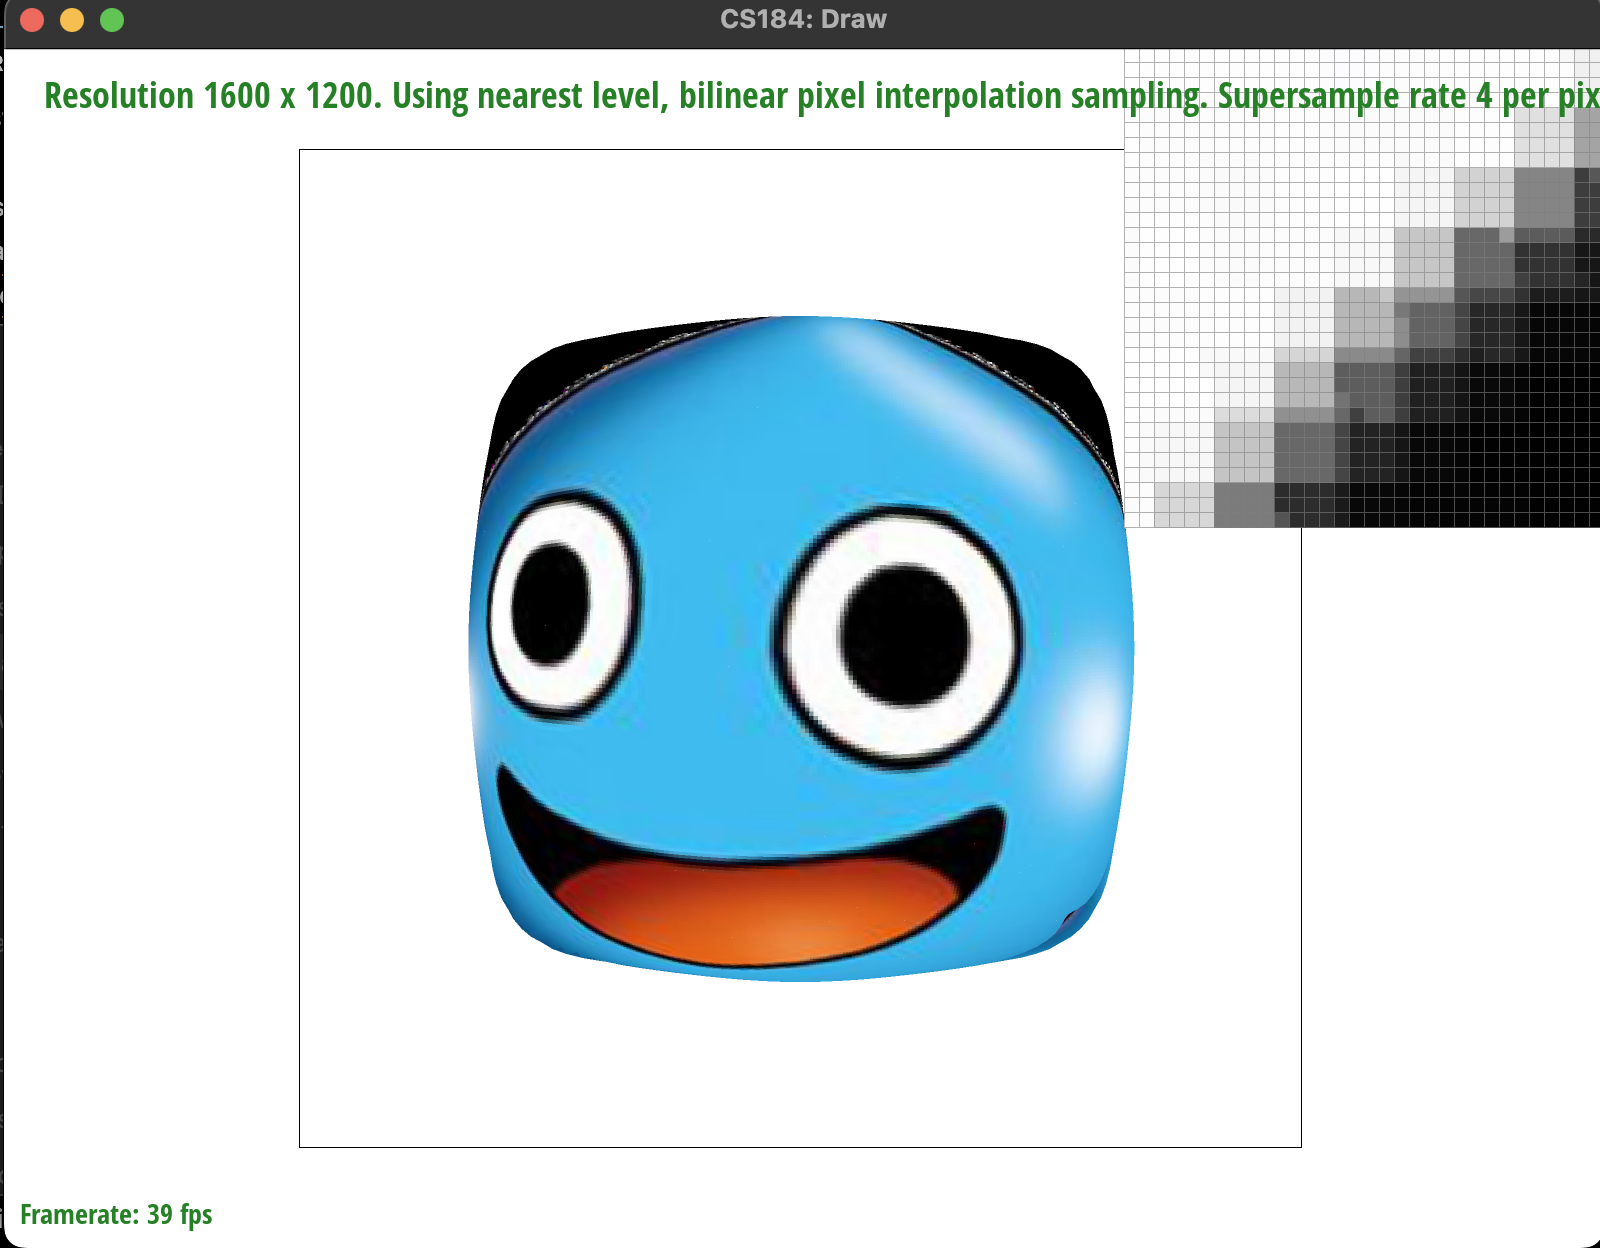 CS184: Draw
Resolution 1600 x 1200. Using nearest level, bilinear pixel interpolation sampling. Supersample rate 4 per pix
Framerate: 39 fps